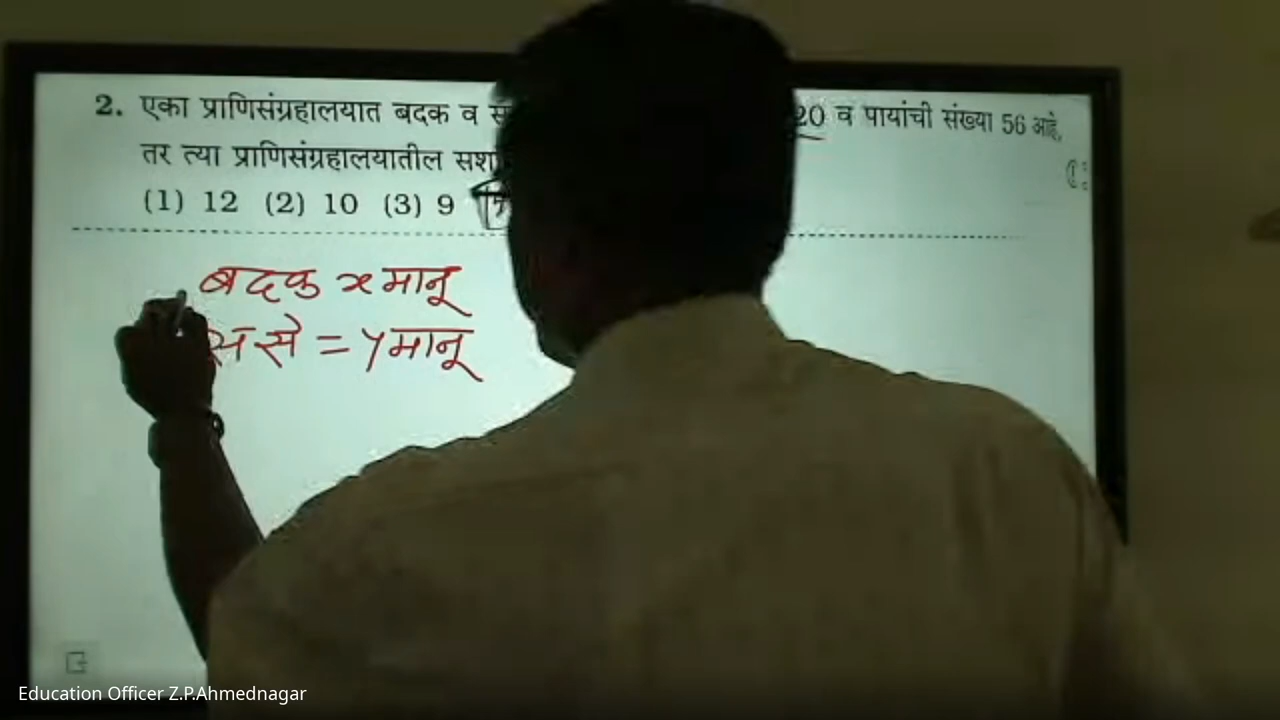 2. एका प्राणिसंग्रहालयात बदक व 20 व पायांची संख्या 56 आहे,
तर त्या प्राणिसंग्रहालयातील
(1) 12 (2) 10 (3) 9
बदक x मानू
ससे = y मानू
Education Officer Z.P.Ahmednagar